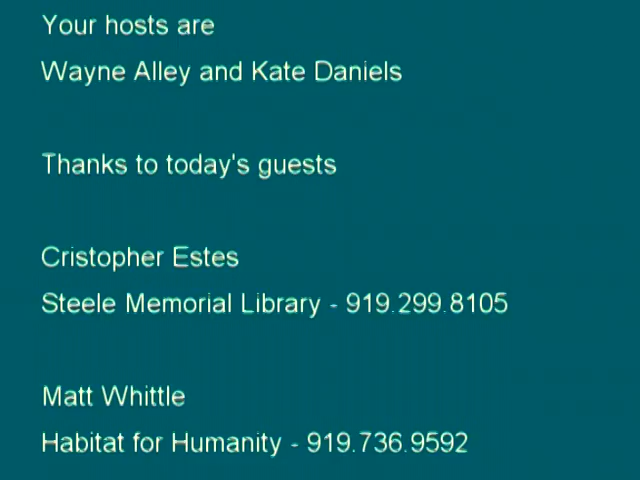 Your hosts are
Wayne Alley and Kate Daniels
Thanks to today's guests
Cristopher Estes
Steele Memorial Library - 919.299.8105
Matt Whittle
Habitat for Humanity - 919.736.9592